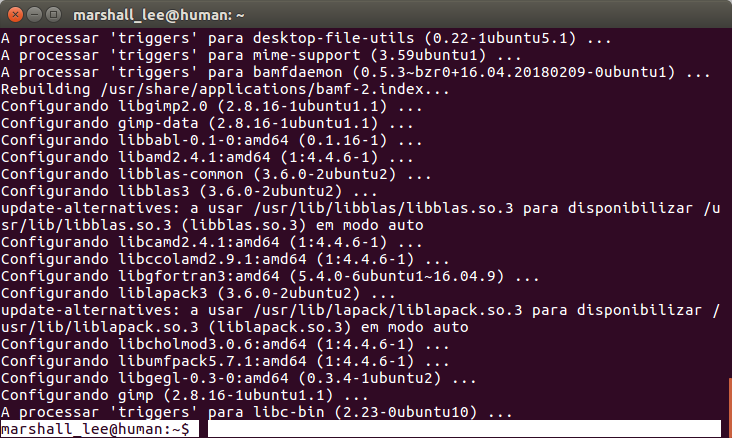 marshall_lee@human: ~
A processar 'triggers' para desktop-file-utils (0.22-1ubuntu5.1) ...
A processar 'triggers' para mime-support (3.59ubuntu1) ...
A processar 'triggers' para bamfdaemon (0.5.3~bzr0+16.04.20180209-0ubuntu1) ...
Rebuilding /usr/share/applications/bamf-2.index...
Configurando libgimp2.0 (2.8.16-1ubuntu1.1) ...
Configurando gimp-data (2.8.16-1ubuntu1.1) ...
Configurando libbabl-0.1-0:amd64 (0.1.16-1) ...
Configurando libamd2.4.1:amd64 (1:4.4.6-1) ...
Configurando libblas-common (3.6.0-2ubuntu2) ...
Configurando libblas3 (3.6.0-2ubuntu2) ...
update-alternatives: a usar /usr/lib/libblas/libblas.so.3 para disponibilizar /u
sr/lib/libblas.so.3 (libblas.so.3) em modo auto
Configurando libcamd2.4.1:amd64 (1:4.4.6-1) ...
Configurando libccolamd2.9.1:amd64 (1:4.4.6-1) ...
Configurando libgfortran3:amd64 (5.4.0-6ubuntu1~16.04.9) ...
Configurando liblapack3 (3.6.0-2ubuntu2) ...
update-alternatives: a usar /usr/lib/lapack/liblapack.so.3 para disponibilizar /
usr/lib/liblapack.so.3 (liblapack.so.3) em modo auto
Configurando libcholmod3.0.6:amd64 (1:4.4.6-1) ...
Configurando libumfpack5.7.1:amd64 (1:4.4.6-1) ...
Configurando libgegl-0.3-0:amd64 (0.3.4-1ubuntu2) ...
Configurando gimp (2.8.16-1ubuntu1.1) ...
A processar 'triggers' para libc-bin (2.23-0ubuntu10) ...
marshall_lee@human:~$